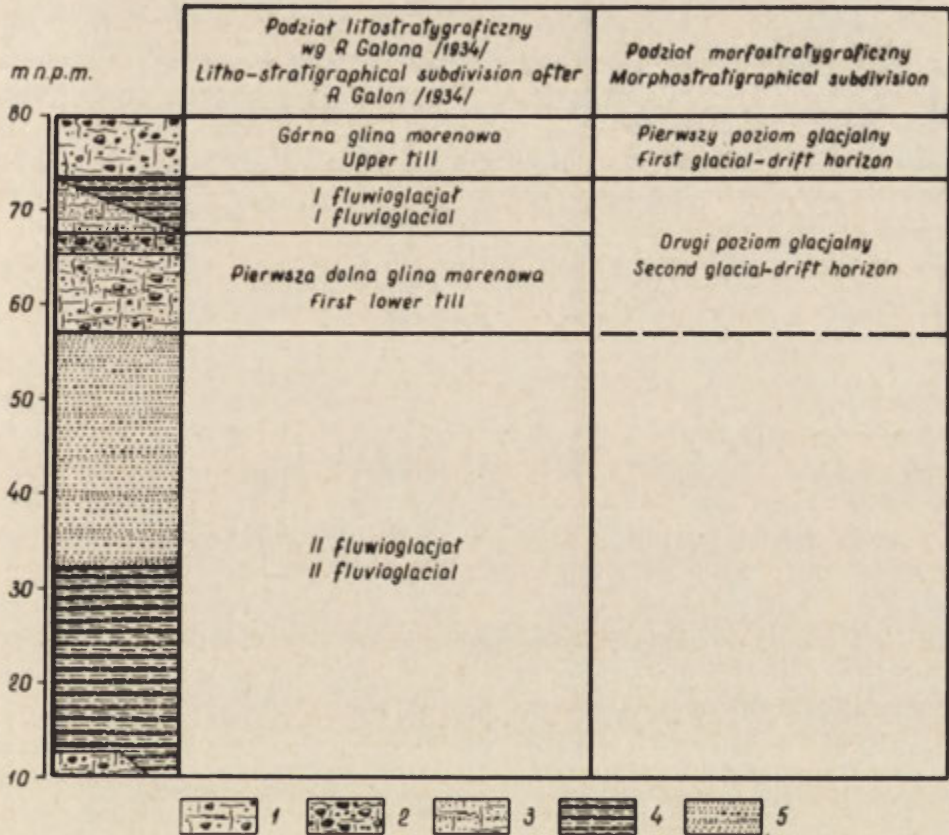 m n.p.m.
Podział litostratygraficzny
wg R Galona /1934/
Litho-stratigraphical subdivision after
R Galon /1934/
Podział morfostratygraficzny
Morphostratigraphical subdivision
80
70
60
50
40
30
20
10
Górna glina morenowa
Upper till
Pierwszy poziom glacjalny
First glacial-drift horizon
I fluwioglacjał
I fluvioglacial
Drugi poziom glacjalny
Second glacial-drift horizon
Pierwsza dolna glina morenowa
First lower till
II fluwioglacjał
II fluvioglacial
1 2 3 4 5